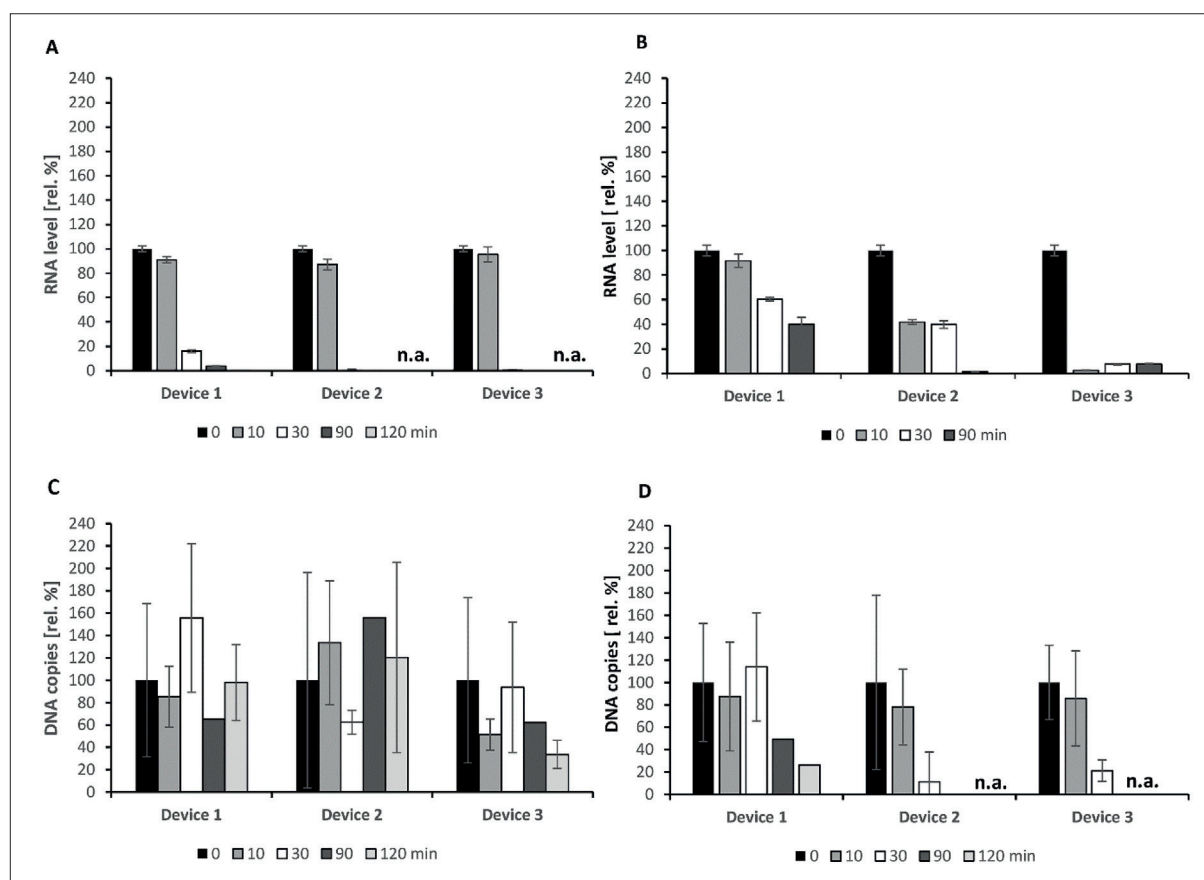 A
RNA level [rel. %]
240
220
200
180
160
140
120
100
80
60
40
20
0
n.a.
n.a.
Device 1 Device 2 Device 3
0 10 30 90 120 min
B
RNA level [ rel. %]
240
220
200
180
160
140
120
100
80
60
40
20
0
Device 1 Device 2 Device 3
0 10 30 90 min
C
DNA copies [rel. %]
240
220
200
180
160
140
120
100
80
60
40
20
0
Device 1 Device 2 Device 3
0 10 30 90 120 min
D
DNA copies [ rel. %]
240
220
200
180
160
140
120
100
80
60
40
20
0
n.a.
n.a.
Device 1 Device 2 Device 3
0 10 30 90 120 min